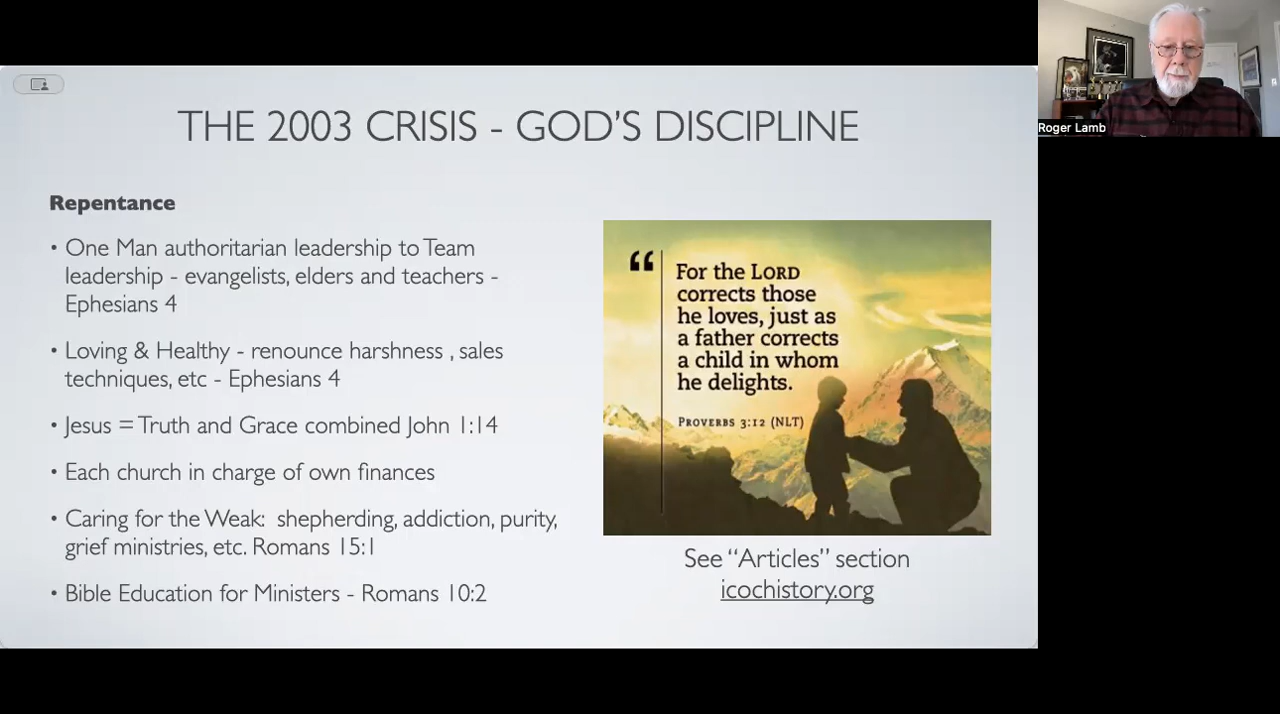 THE 2003 CRISIS - GOD'S DISCIPLINE
Repentance
• One Man authoritarian leadership to Team
leadership - evangelists, elders and teachers -
Ephesians 4
• Loving & Healthy - renounce harshness , sales
techniques, etc - Ephesians 4
• Jesus = Truth and Grace combined John 1:14
• Each church in charge of own finances
• Caring for the Weak:  shepherding, addiction, purity,
grief ministries, etc. Romans 15:1
• Bible Education for Ministers - Romans 10:2
“
For the LORD
corrects those
he loves, just as
a father corrects
a child in whom
he delights.
PROVERBS 3:12 (NLT)
See “Articles” section
icochistory.org
Roger Lamb